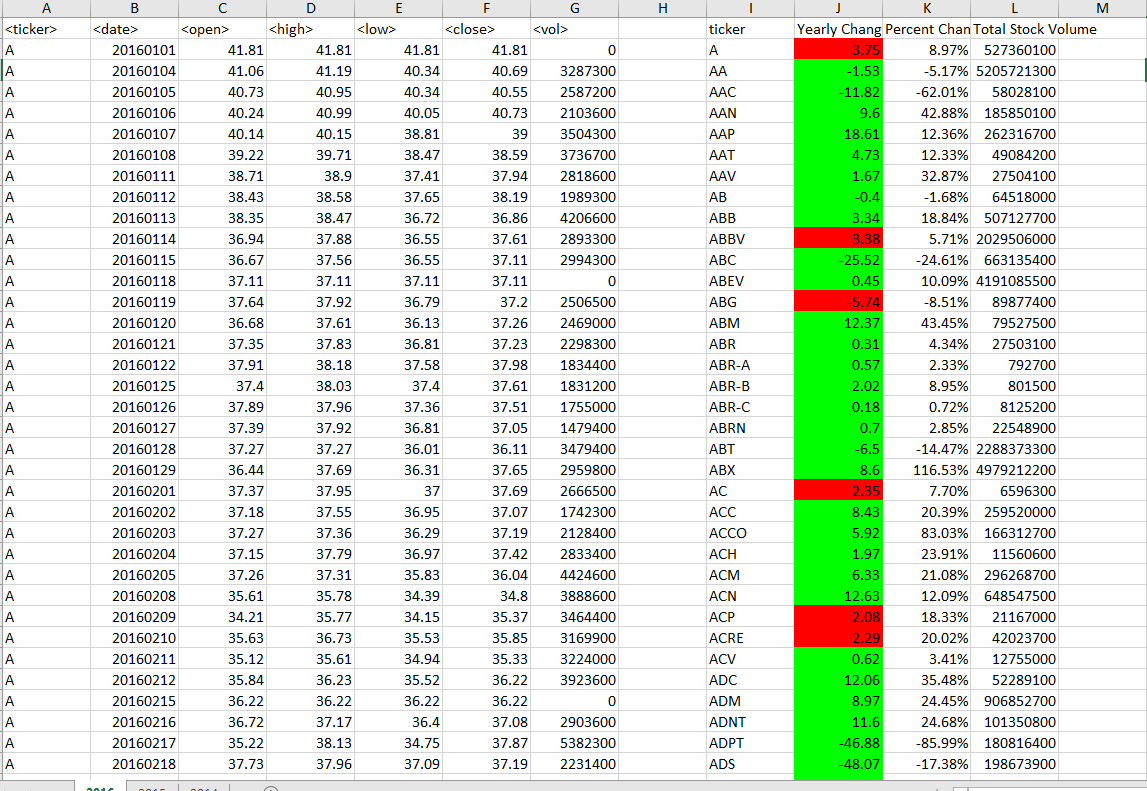 A B C D E F G H I J K L M
<ticker> <date> <open> <high> <low> <close> <vol> ticker Yearly Chang Percent Chan Total Stock Volume
A 20160101 41.81 41.81 41.81 41.81 0 A 3.75 8.97% 527360100
A 20160104 41.06 41.19 40.34 40.69 3287300 AA -1.53 -5.17% 5205721300
A 20160105 40.73 40.95 40.34 40.55 2587200 AAC -11.82 -62.01% 58028100
A 20160106 40.24 40.99 40.05 40.73 2103600 AAN 9.6 42.88% 185850100
A 20160107 40.14 40.15 38.81 39 3504300 AAP 18.61 12.36% 262316700
A 20160108 39.22 39.71 38.47 38.59 3736700 AAT 4.73 12.33% 49084200
A 20160111 38.71 38.9 37.41 37.94 2818600 AAV 1.67 32.87% 27504100
A 20160112 38.43 38.58 37.65 38.19 1989300 AB -0.4 -1.68% 64518000
A 20160113 38.35 38.47 36.72 36.86 4206600 ABB 3.34 18.84% 507127700
A 20160114 36.94 37.88 36.55 37.61 2893300 ABBV 3.38 5.71% 2029506000
A 20160115 36.67 37.56 36.55 37.11 2994300 ABC -25.52 -24.61% 663135400
A 20160118 37.11 37.11 37.11 37.11 0 ABEV 0.45 10.09% 4191085500
A 20160119 37.64 37.92 36.79 37.2 2506500 ABG -5.74 -8.51% 89877400
A 20160120 36.68 37.61 36.13 37.26 2469000 ABM 12.37 43.45% 79527500
A 20160121 37.35 37.83 36.81 37.23 2298300 ABR 0.31 4.34% 27503100
A 20160122 37.91 38.18 37.58 37.98 1834400 ABR-A 0.57 2.33% 792700
A 20160125 37.4 38.03 37.4 37.61 1831200 ABR-B 2.02 8.95% 801500
A 20160126 37.89 37.96 37.36 37.51 1755000 ABR-C 0.18 0.72% 8125200
A 20160127 37.39 37.92 36.81 37.05 1479400 ABRN 0.7 2.85% 22548900
A 20160128 37.27 37.27 36.01 36.11 3479400 ABT -6.5 -14.47% 2288373300
A 20160129 36.44 37.69 36.31 37.65 2959800 ABX 8.6 116.53% 4979212200
A 20160201 37.37 37.95 37 37.69 2666500 AC 2.35 7.70% 6596300
A 20160202 37.18 37.55 36.95 37.07 1742300 ACC 8.43 20.39% 259520000
A 20160203 37.27 37.36 36.29 37.19 2128400 ACCO 5.92 83.03% 166312700
A 20160204 37.15 37.79 36.97 37.42 2833400 ACH 1.97 23.91% 11560600
A 20160205 37.26 37.31 35.83 36.04 4424600 ACM 6.33 21.08% 296268700
A 20160208 35.61 35.78 34.39 34.8 3888600 ACN 12.63 12.09% 648547500
A 20160209 34.21 35.77 34.15 35.37 3464400 ACP 2.08 18.33% 21167000
A 20160210 35.63 36.73 35.53 35.85 3169900 ACRE 2.29 20.02% 42023700
A 20160211 35.12 35.61 34.94 35.33 3224000 ACV 0.62 3.41% 12755000
A 20160212 35.84 36.23 35.52 36.22 3923600 ADC 12.06 35.48% 52289100
A 20160215 36.22 36.22 36.22 36.22 0 ADM 8.97 24.45% 906852700
A 20160216 36.72 37.17 36.4 37.08 2903600 ADNT 11.6 24.68% 101350800
A 20160217 35.22 38.13 34.75 37.87 5382300 ADPT -46.88 -85.99% 180816400
A 20160218 37.73 37.96 37.09 37.19 2231400 ADS -48.07 -17.38% 198673900
2016 2015 2014